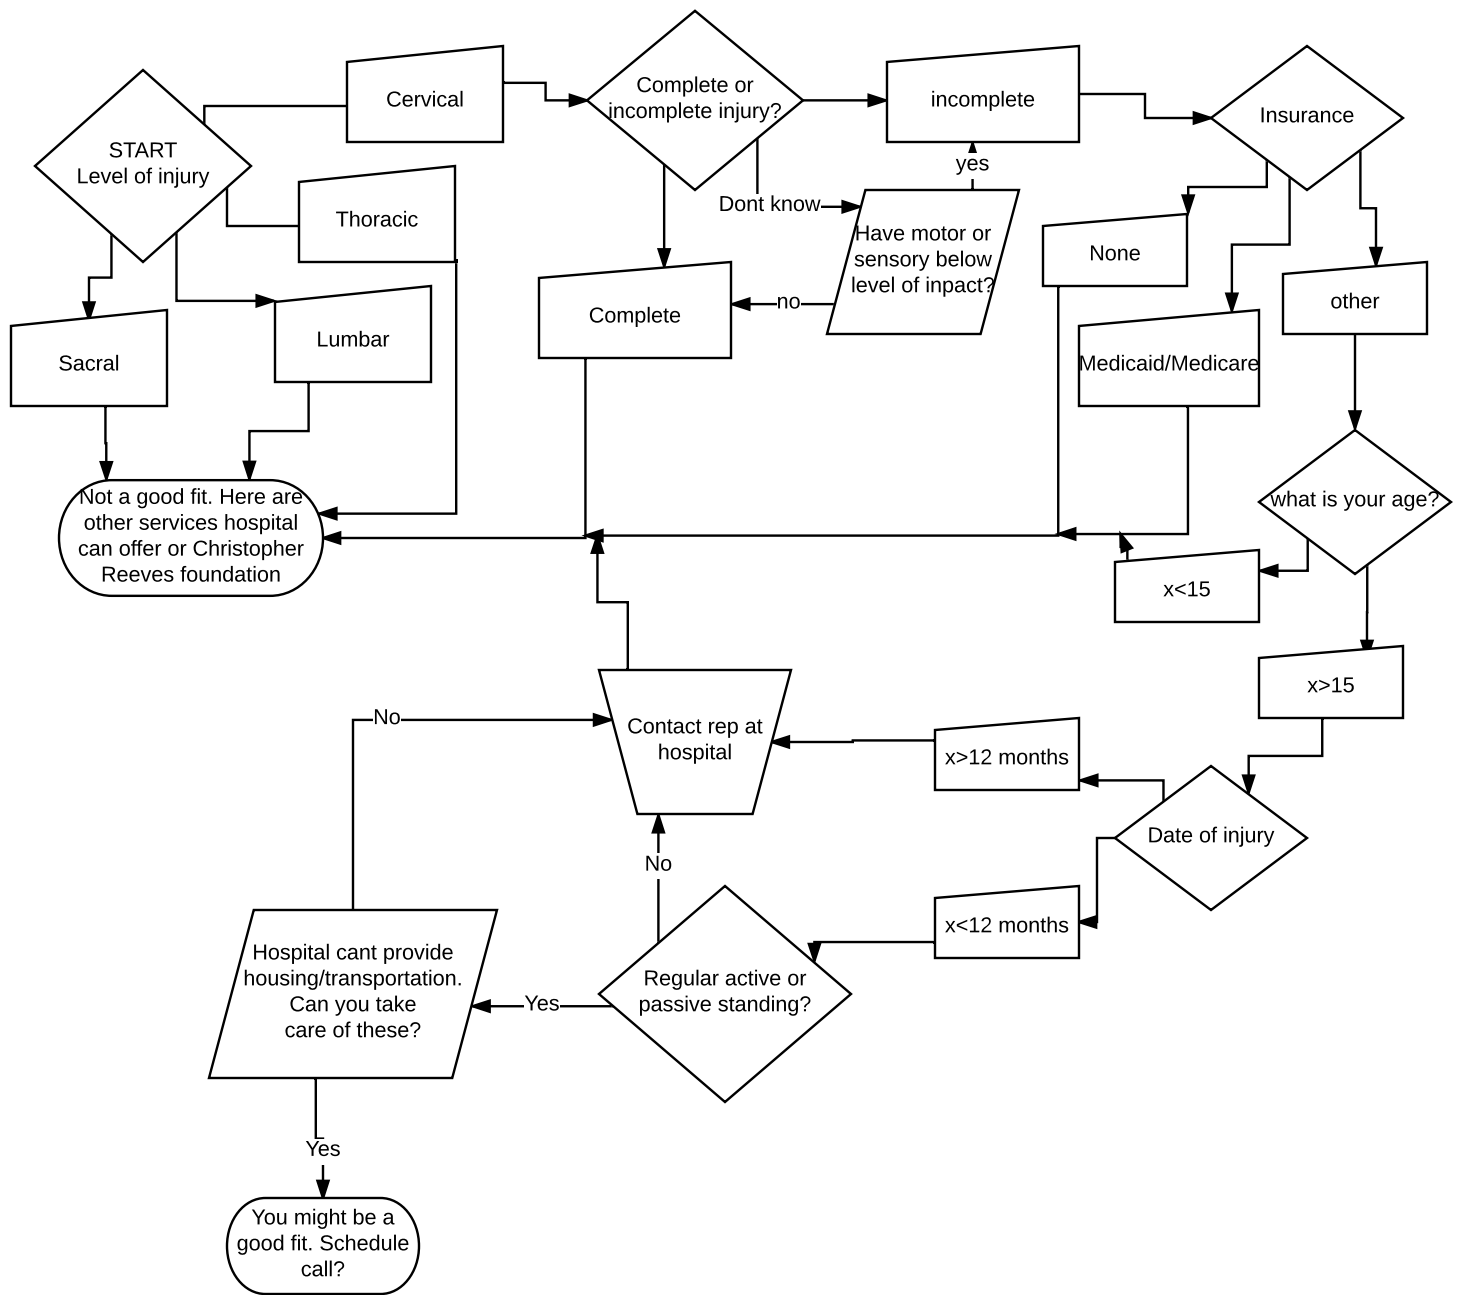 START
Level of injury
Cervical
Thoracic
Sacral
Lumbar
Not a good fit. Here are
other services hospital
can offer or Christopher
Reeves foundation
Complete or
incomplete injury?
incomplete
Dont know
yes
Have motor or
sensory below
level of inpact?
no
Complete
Insurance
None
Medicaid/Medicare
other
what is your age?
x<15
x>15
Date of injury
x>12 months
x<12 months
Contact rep at
hospital
No
No
Regular active or
passive standing?
Yes
Hospital cant provide
housing/transportation.
Can you take
care of these?
Yes
You might be a
good fit. Schedule
call?